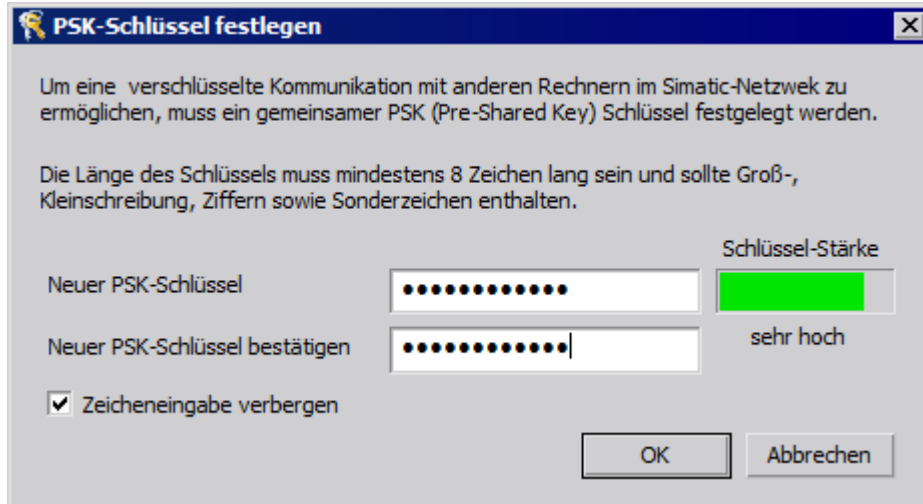 PSK-Schlüssel festlegen
Um eine  verschlüsselte Kommunikation mit anderen Rechnern im Simatic-Netzwek zu
ermöglichen, muss ein gemeinsamer PSK (Pre-Shared Key) Schlüssel festgelegt werden.
Die Länge des Schlüssels muss mindestens 8 Zeichen lang sein und sollte Groß-,
Kleinschreibung, Ziffern sowie Sonderzeichen enthalten.
Schlüssel-Stärke
Neuer PSK-Schlüssel ●●●●●●●●●●●●
Neuer PSK-Schlüssel bestätigen ●●●●●●●●●●●● sehr hoch
Zeicheneingabe verbergen
OK Abbrechen